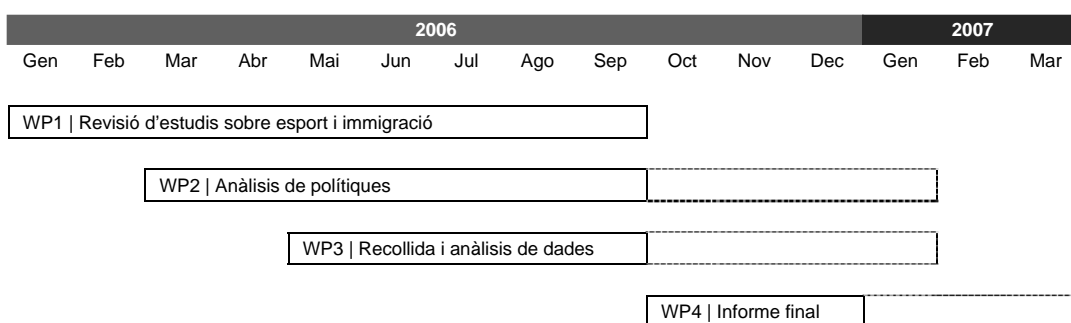 2006 2007
Gen Feb Mar Abr Mai Jun Jul Ago Sep Oct Nov Dec Gen Feb Mar
WP1 | Revisió d’estudis sobre esport i immigració
WP2 | Anàlisis de polítiques
WP3 | Recollida i anàlisis de dades
WP4 | Informe final